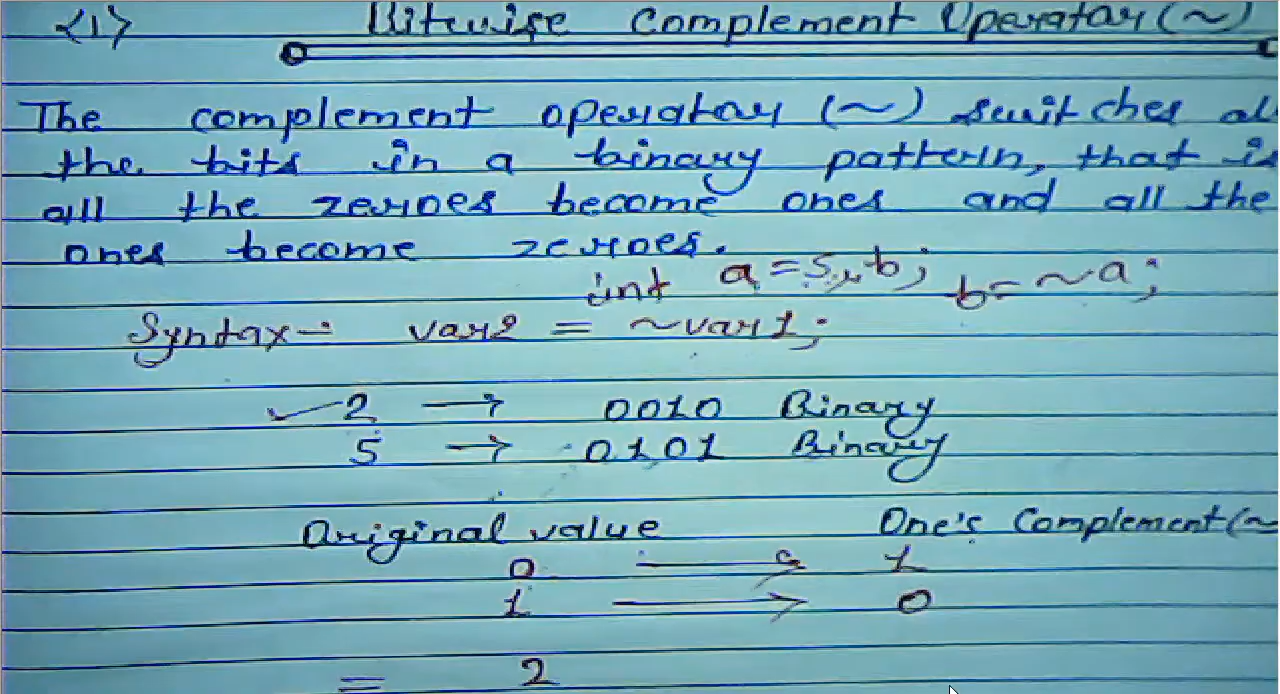 <1> Bitwise Complement Operator (~)
The complement operator (~) switches al
the bits in a binary pattern, that is
all the zeroes become ones and all the
ones become zeroes.
int a = 5, b; b = ~a;
Syntax:- var2 = ~var1;
✓2 → 0010 Binary
5 → 0101 Binary
Original value One's Complement(~
0 → 1
1 → 0
= 2